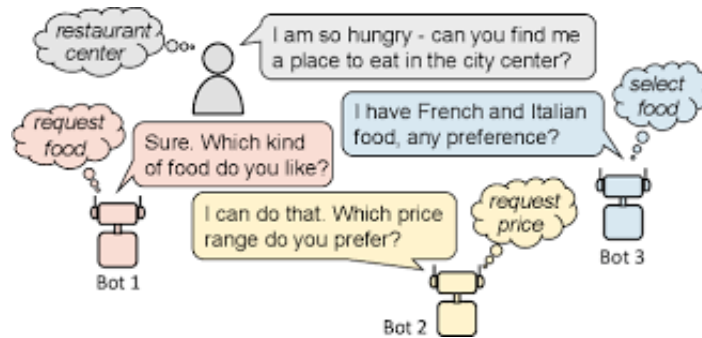 restaurant
center
I am so hungry - can you find me
a place to eat in the city center?
select
food
I have French and Italian
food, any preference?
request
food
Sure. Which kind
of food do you like?
I can do that. Which price
range do you prefer?
request
price
Bot 1
Bot 2
Bot 3